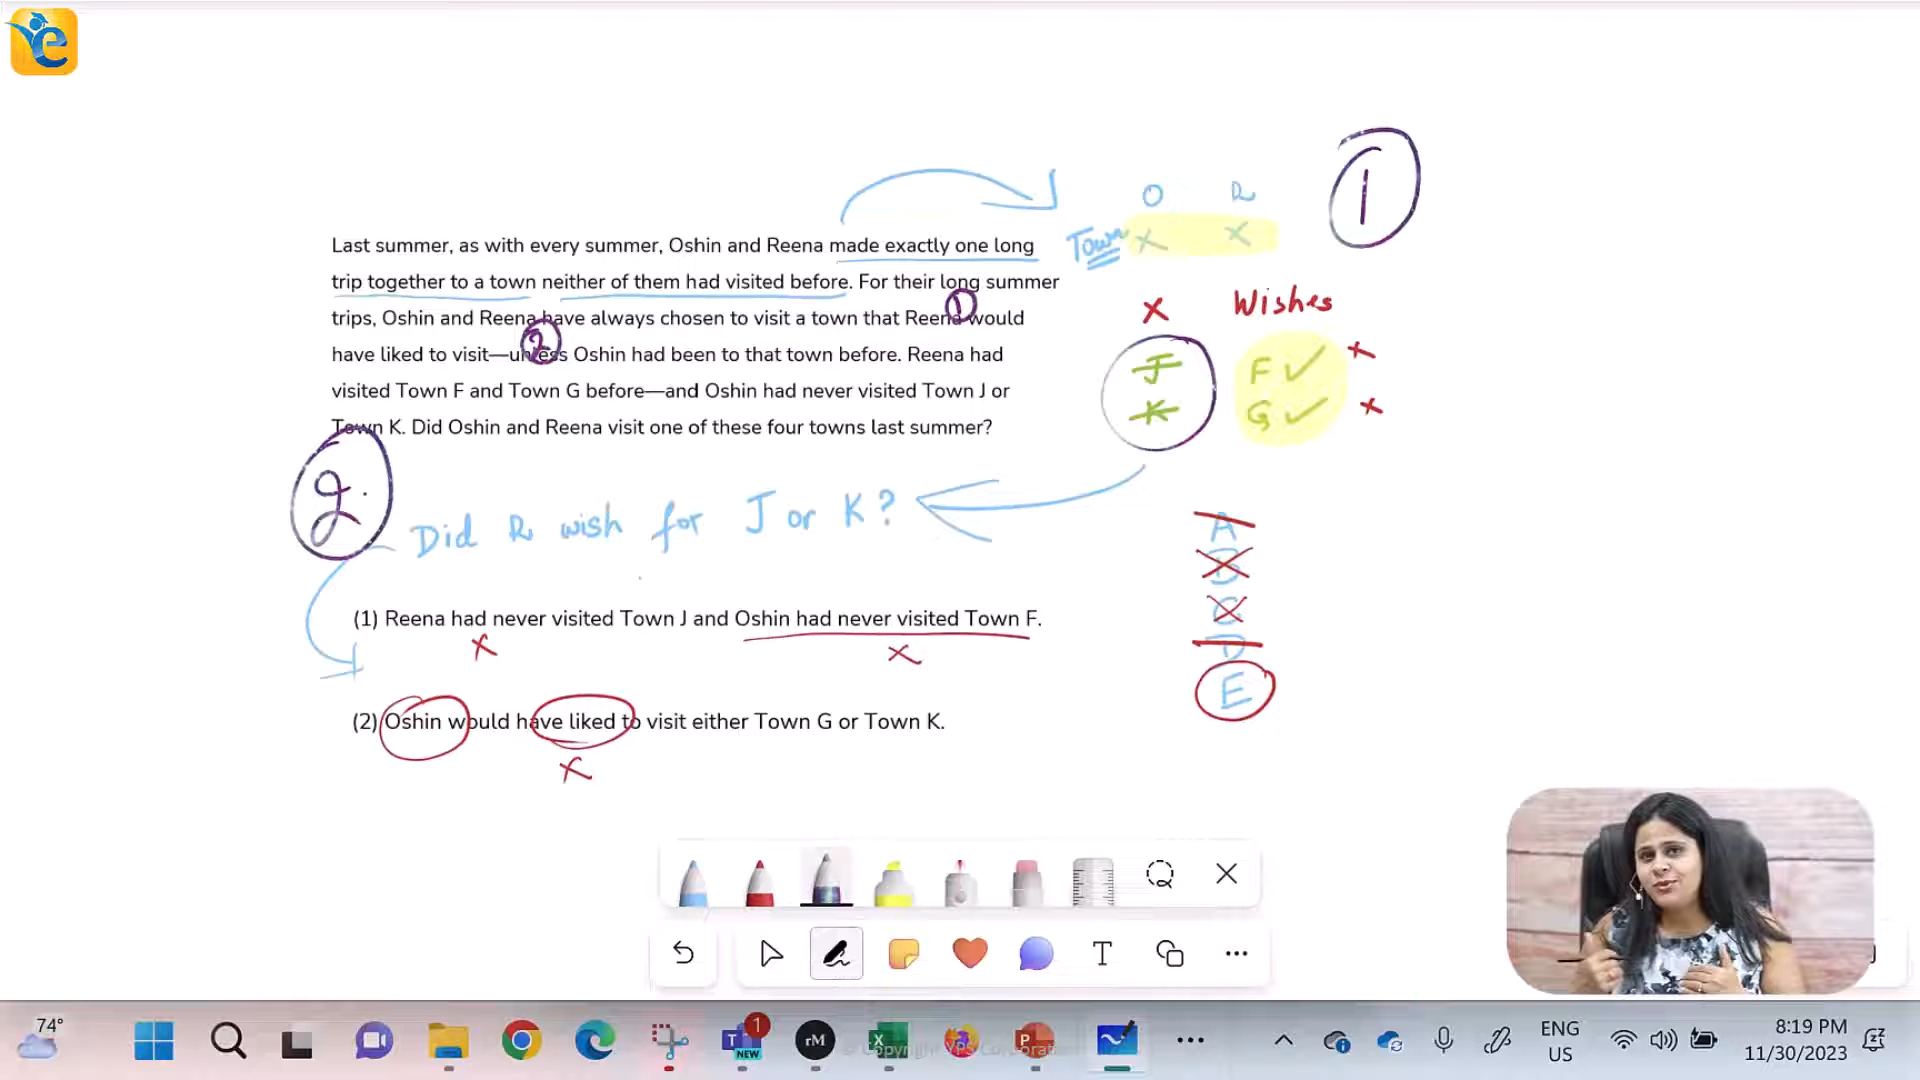 e
O R
Town X X
1
Last summer, as with every summer, Oshin and Reena made exactly one long
trip together to a town neither of them had visited before. For their long summer
1
trips, Oshin and Reena have always chosen to visit a town that Reena would
2
have liked to visit—unless Oshin had been to that town before. Reena had
visited Town F and Town G before—and Oshin had never visited Town J or
Town K. Did Oshin and Reena visit one of these four towns last summer?
X Wishes
J F ✓ X
K G ✓ X
2.
Did R wish for J or K?
A
B
C
D
E
(1) Reena had never visited Town J and Oshin had never visited Town F.
X X
(2) Oshin would have liked to visit either Town G or Town K.
X
T
74°
1
NEW
rM
X
P
ENG
US
8:19 PM
11/30/2023